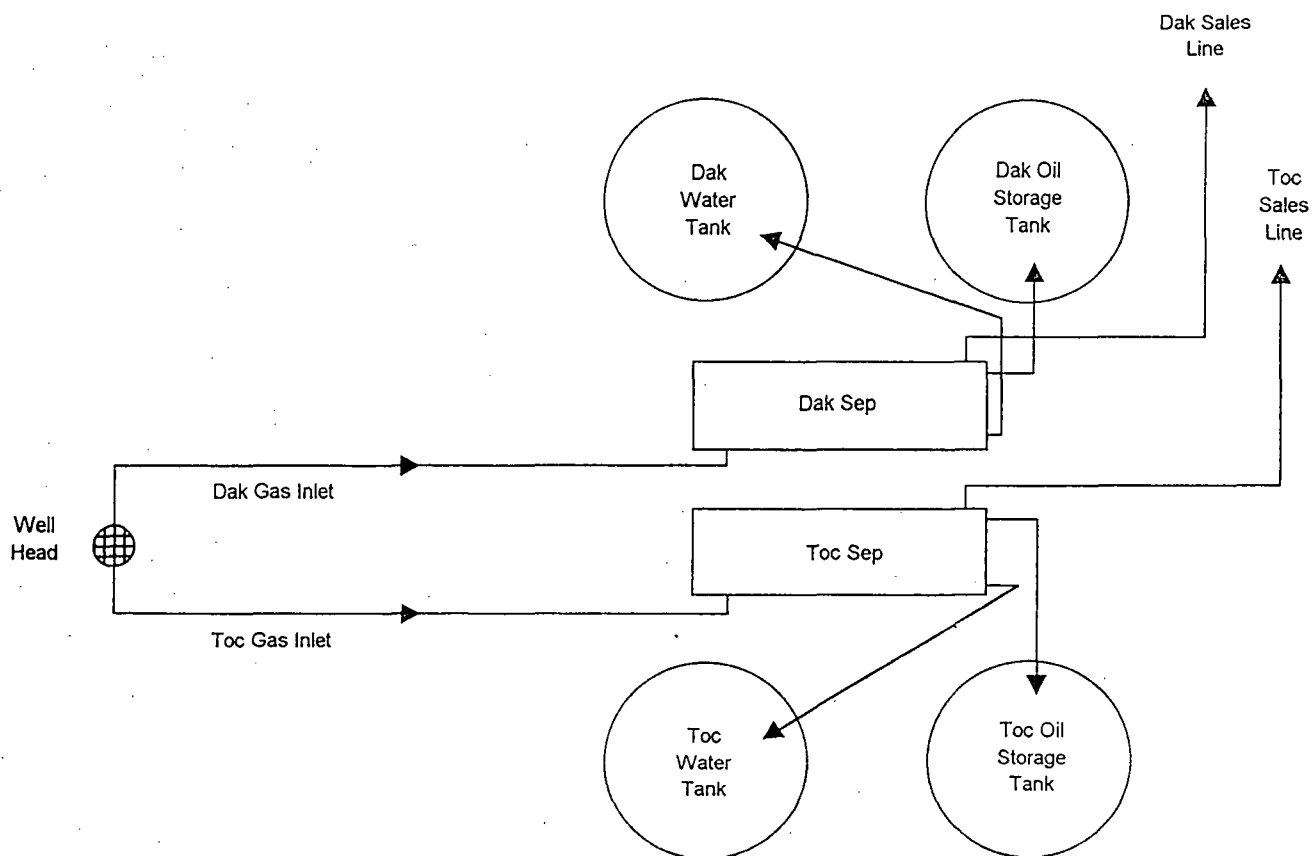 Dak Sales
Line
Dak
Water
Tank
Dak Oil
Storage
Tank
Toc
Sales
Line
Dak Sep
Dak Gas Inlet
Well
Head
Toc Sep
Toc Gas Inlet
Toc
Water
Tank
Toc Oil
Storage
Tank